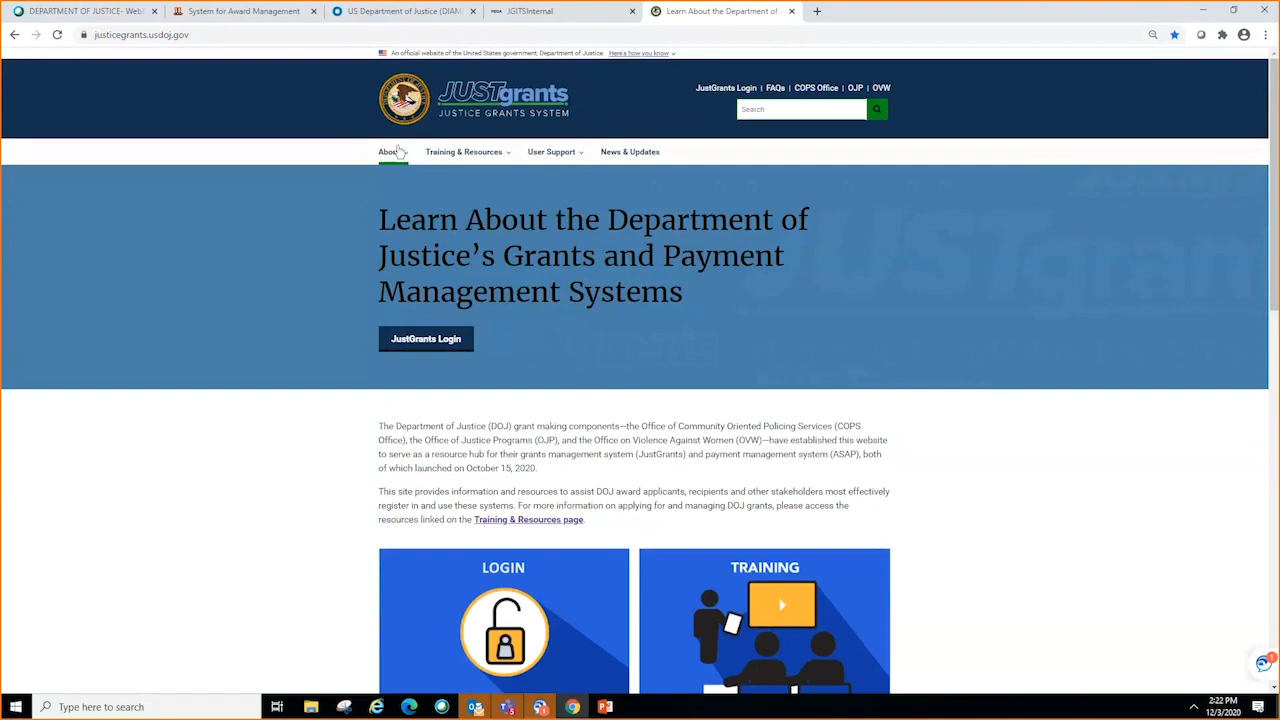 DEPARTMENT OF JUSTICE- Web
System for Award Management
US Department of Justice (DIAM
JGITSInternal
Learn About the Department of
justicegrants.usdoj.gov
An official website of the United States government, Department of Justice. Here's how you know
JUSTgrants
JUSTICE GRANTS SYSTEM
JustGrants Login | FAQs | COPS Office | OJP | OVW
Search
About Training & Resources User Support News & Updates
Learn About the Department of
Justice’s Grants and Payment
Management Systems
JustGrants Login
The Department of Justice (DOJ) grant making components—the Office of Community Oriented Policing Services (COPS
Office), the Office of Justice Programs (OJP), and the Office on Violence Against Women (OVW)—have established this website
to serve as a resource hub for their grants management system (JustGrants) and payment management system (ASAP), both
of which launched on October 15, 2020.
This site provides information and resources to assist DOJ award applicants, recipients and other stakeholders most effectively
register in and use these systems. For more information on applying for and managing DOJ grants, please access the
resources linked on the Training & Resources page.
LOGIN
TRAINING
Type here to search
2:22 PM
12/3/2020